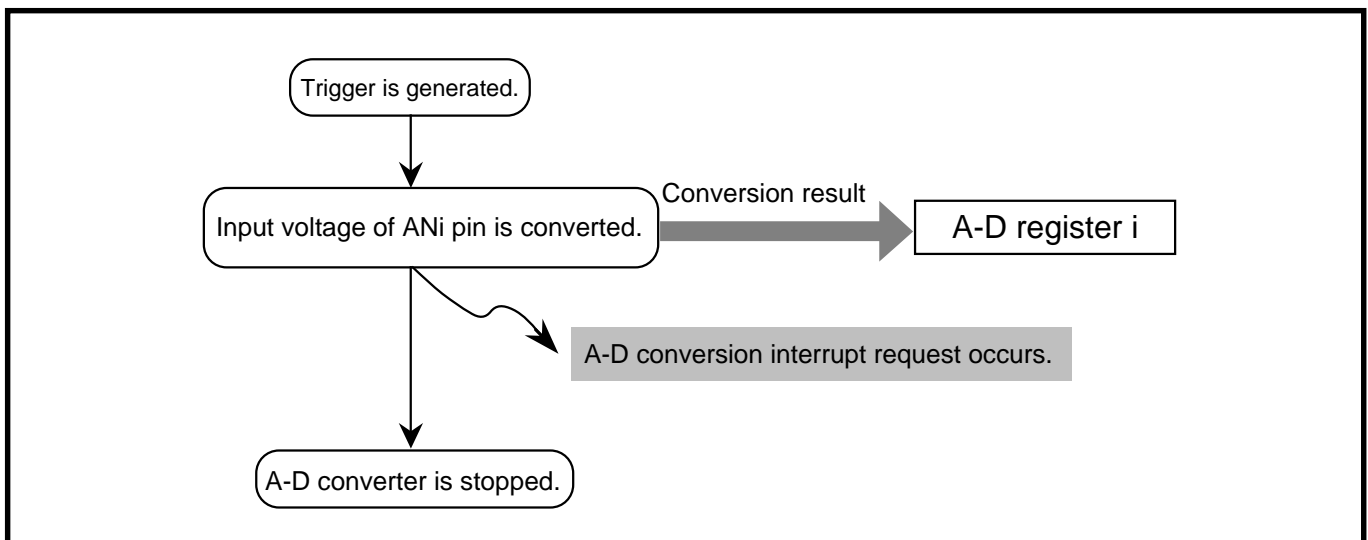 Trigger is generated.
Conversion result
Input voltage of ANi pin is converted.
A-D register i
A-D conversion interrupt request occurs.
A-D converter is stopped.